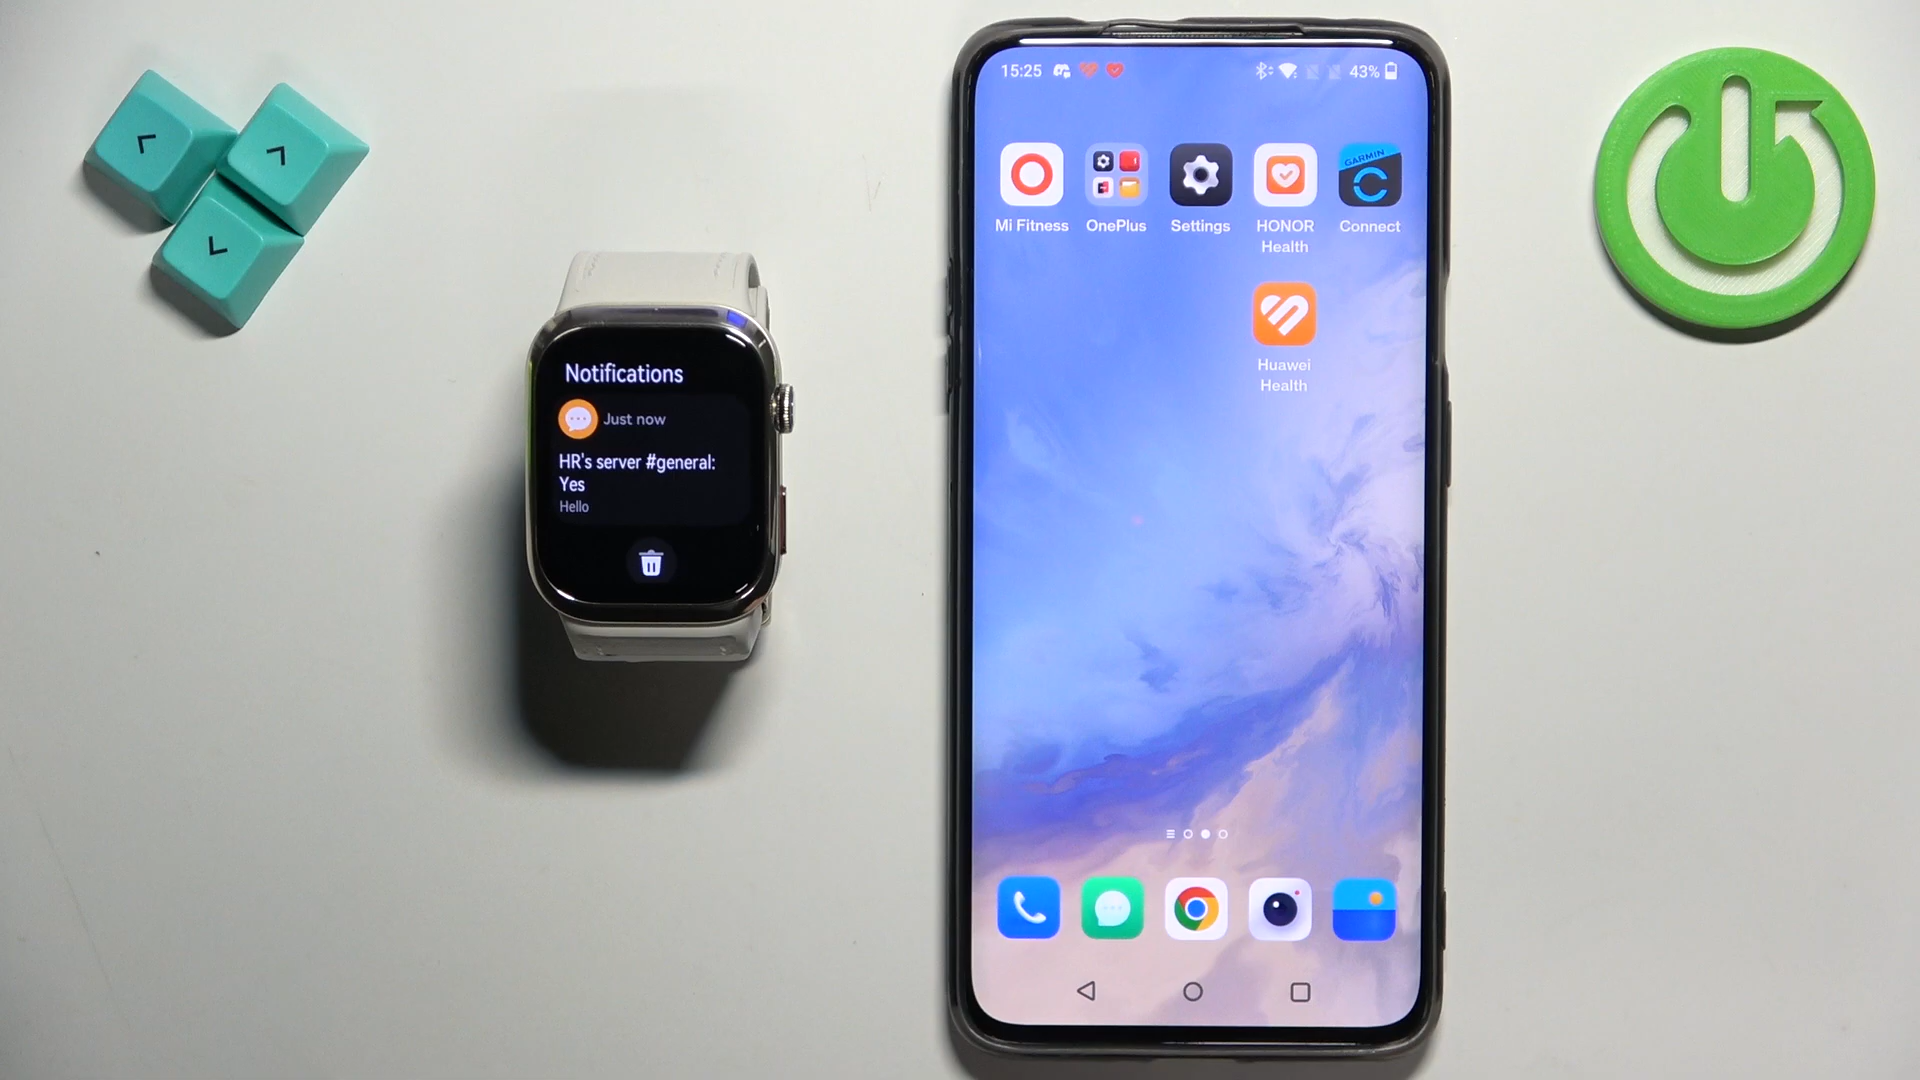 Notifications
Just now
HR's server #general:
Yes
Hello
15:25
43%
GARMIN
Mi Fitness
OnePlus
Settings
HONOR
Health
Connect
Huawei
Health